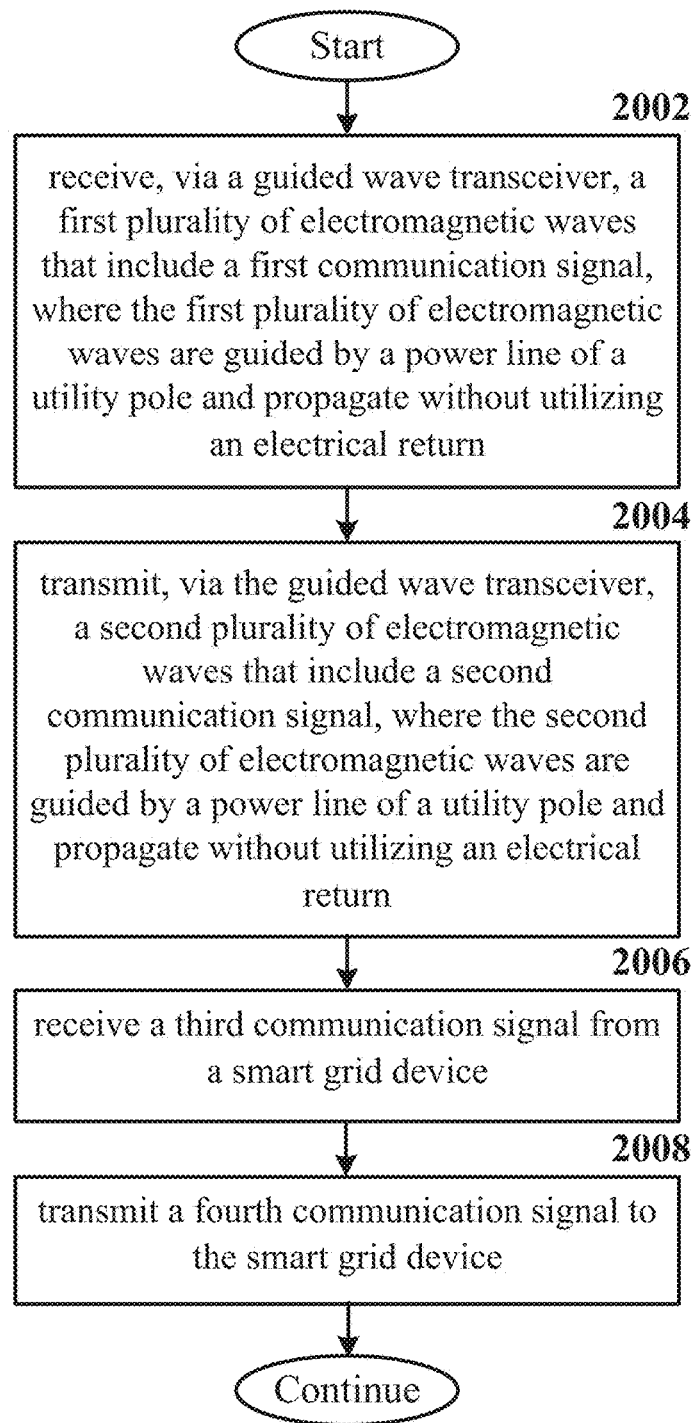 Start
2002
receive, via a guided wave transceiver, a
first plurality of electromagnetic waves
that include a first communication signal,
where the first plurality of electromagnetic
waves are guided by a power line of a
utility pole and propagate without utilizing
an electrical return
2004
transmit, via the guided wave transceiver,
a second plurality of electromagnetic
waves that include a second
communication signal, where the second
plurality of electromagnetic waves are
guided by a power line of a utility pole and
propagate without utilizing an electrical
return
2006
receive a third communication signal from
a smart grid device
2008
transmit a fourth communication signal to
the smart grid device
Continue